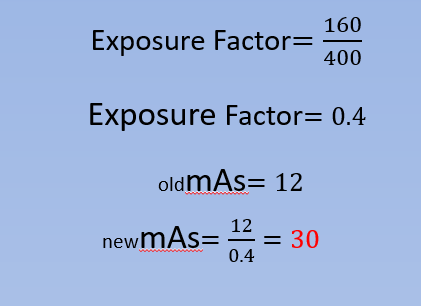 Exposure Factor= 160/400
Exposure Factor= 0.4
oldmAs= 12
newmAs= 12/0.4 = 30